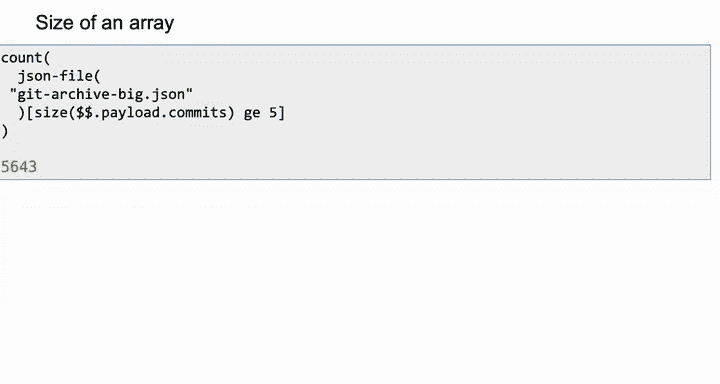 Size of an array
count(
json-file(
"git-archive-big.json"
)[size($$.payload.commits) ge 5]
)
5643